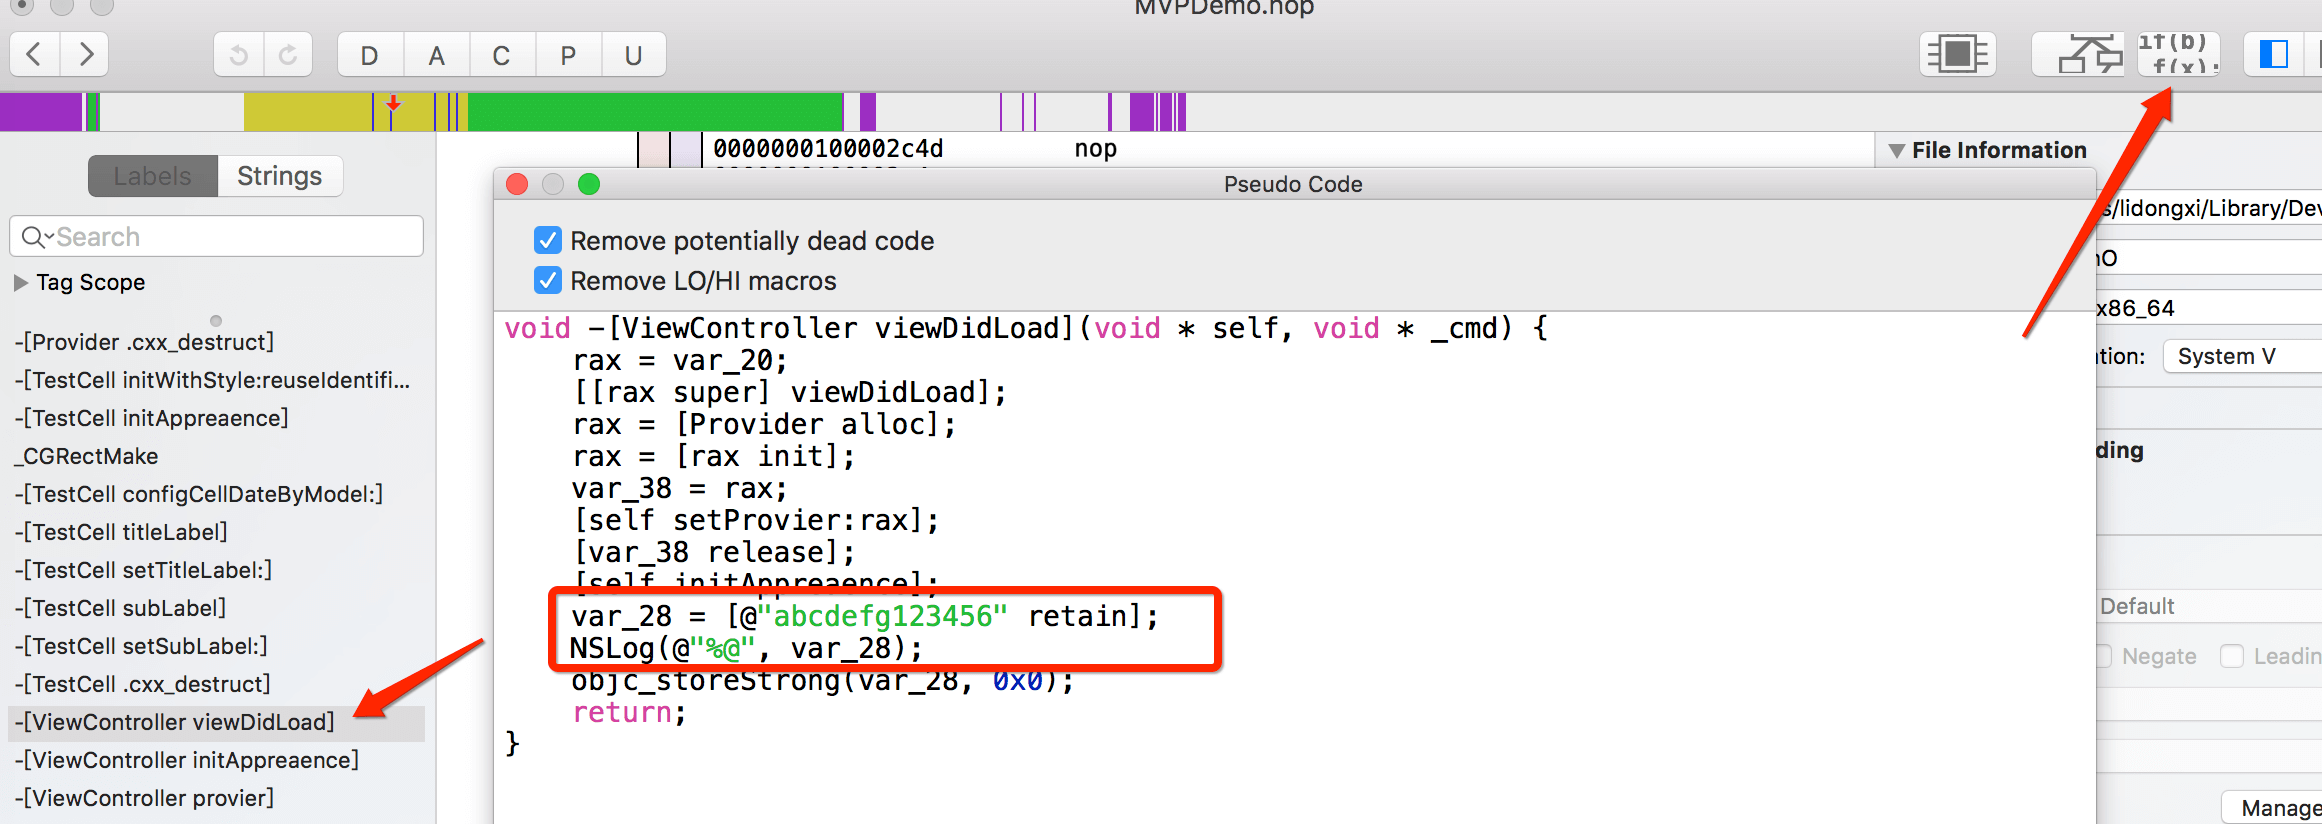 MVPDemo.hop
D A C P U
if(b)
f(x);
0000000100002c4d nop
Labels Strings
Search
Tag Scope
-[Provider .cxx_destruct]
-[TestCell initWithStyle:reuseIdentifi...
-[TestCell initAppreaence]
_CGRectMake
-[TestCell configCellDateByModel:]
-[TestCell titleLabel]
-[TestCell setTitleLabel:]
-[TestCell subLabel]
-[TestCell setSubLabel:]
-[TestCell .cxx_destruct]
-[ViewController viewDidLoad]
-[ViewController initAppreaence]
-[ViewController provier]
Pseudo Code
Remove potentially dead code
Remove LO/HI macros
void -[ViewController viewDidLoad](void * self, void * _cmd) {
rax = var_20;
[[rax super] viewDidLoad];
rax = [Provider alloc];
rax = [rax init];
var_38 = rax;
[self setProvier:rax];
[var_38 release];
[self initAppreaence];
var_28 = [@"abcdefg123456" retain];
NSLog(@"%@", var_28);
objc_storeStrong(var_28, 0x0);
return;
}
File Information
s/lidongxi/Library/Dev
hO
x86_64
tion: System V
ding
Default
Negate Leadin
Manage